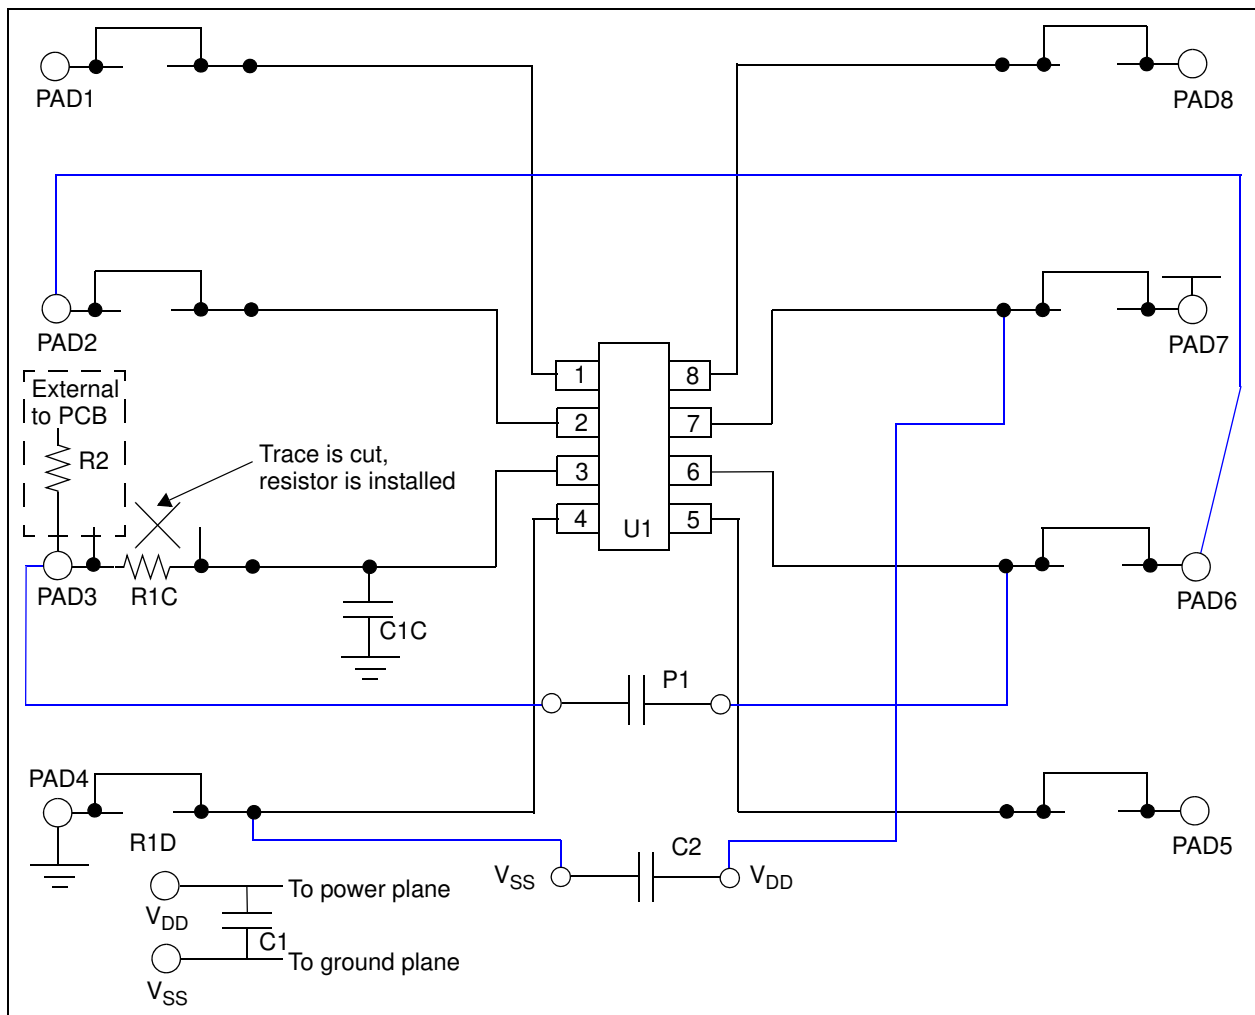 PAD1
PAD8
PAD2
PAD7
External
to PCB
R2
Trace is cut,
resistor is installed
1
2
3
4
8
7
6
5
U1
PAD3
R1C
C1C
PAD6
P1
PAD4
R1D
C2
PAD5
VSS
VDD
VDD
To power plane
C1
To ground plane
VSS